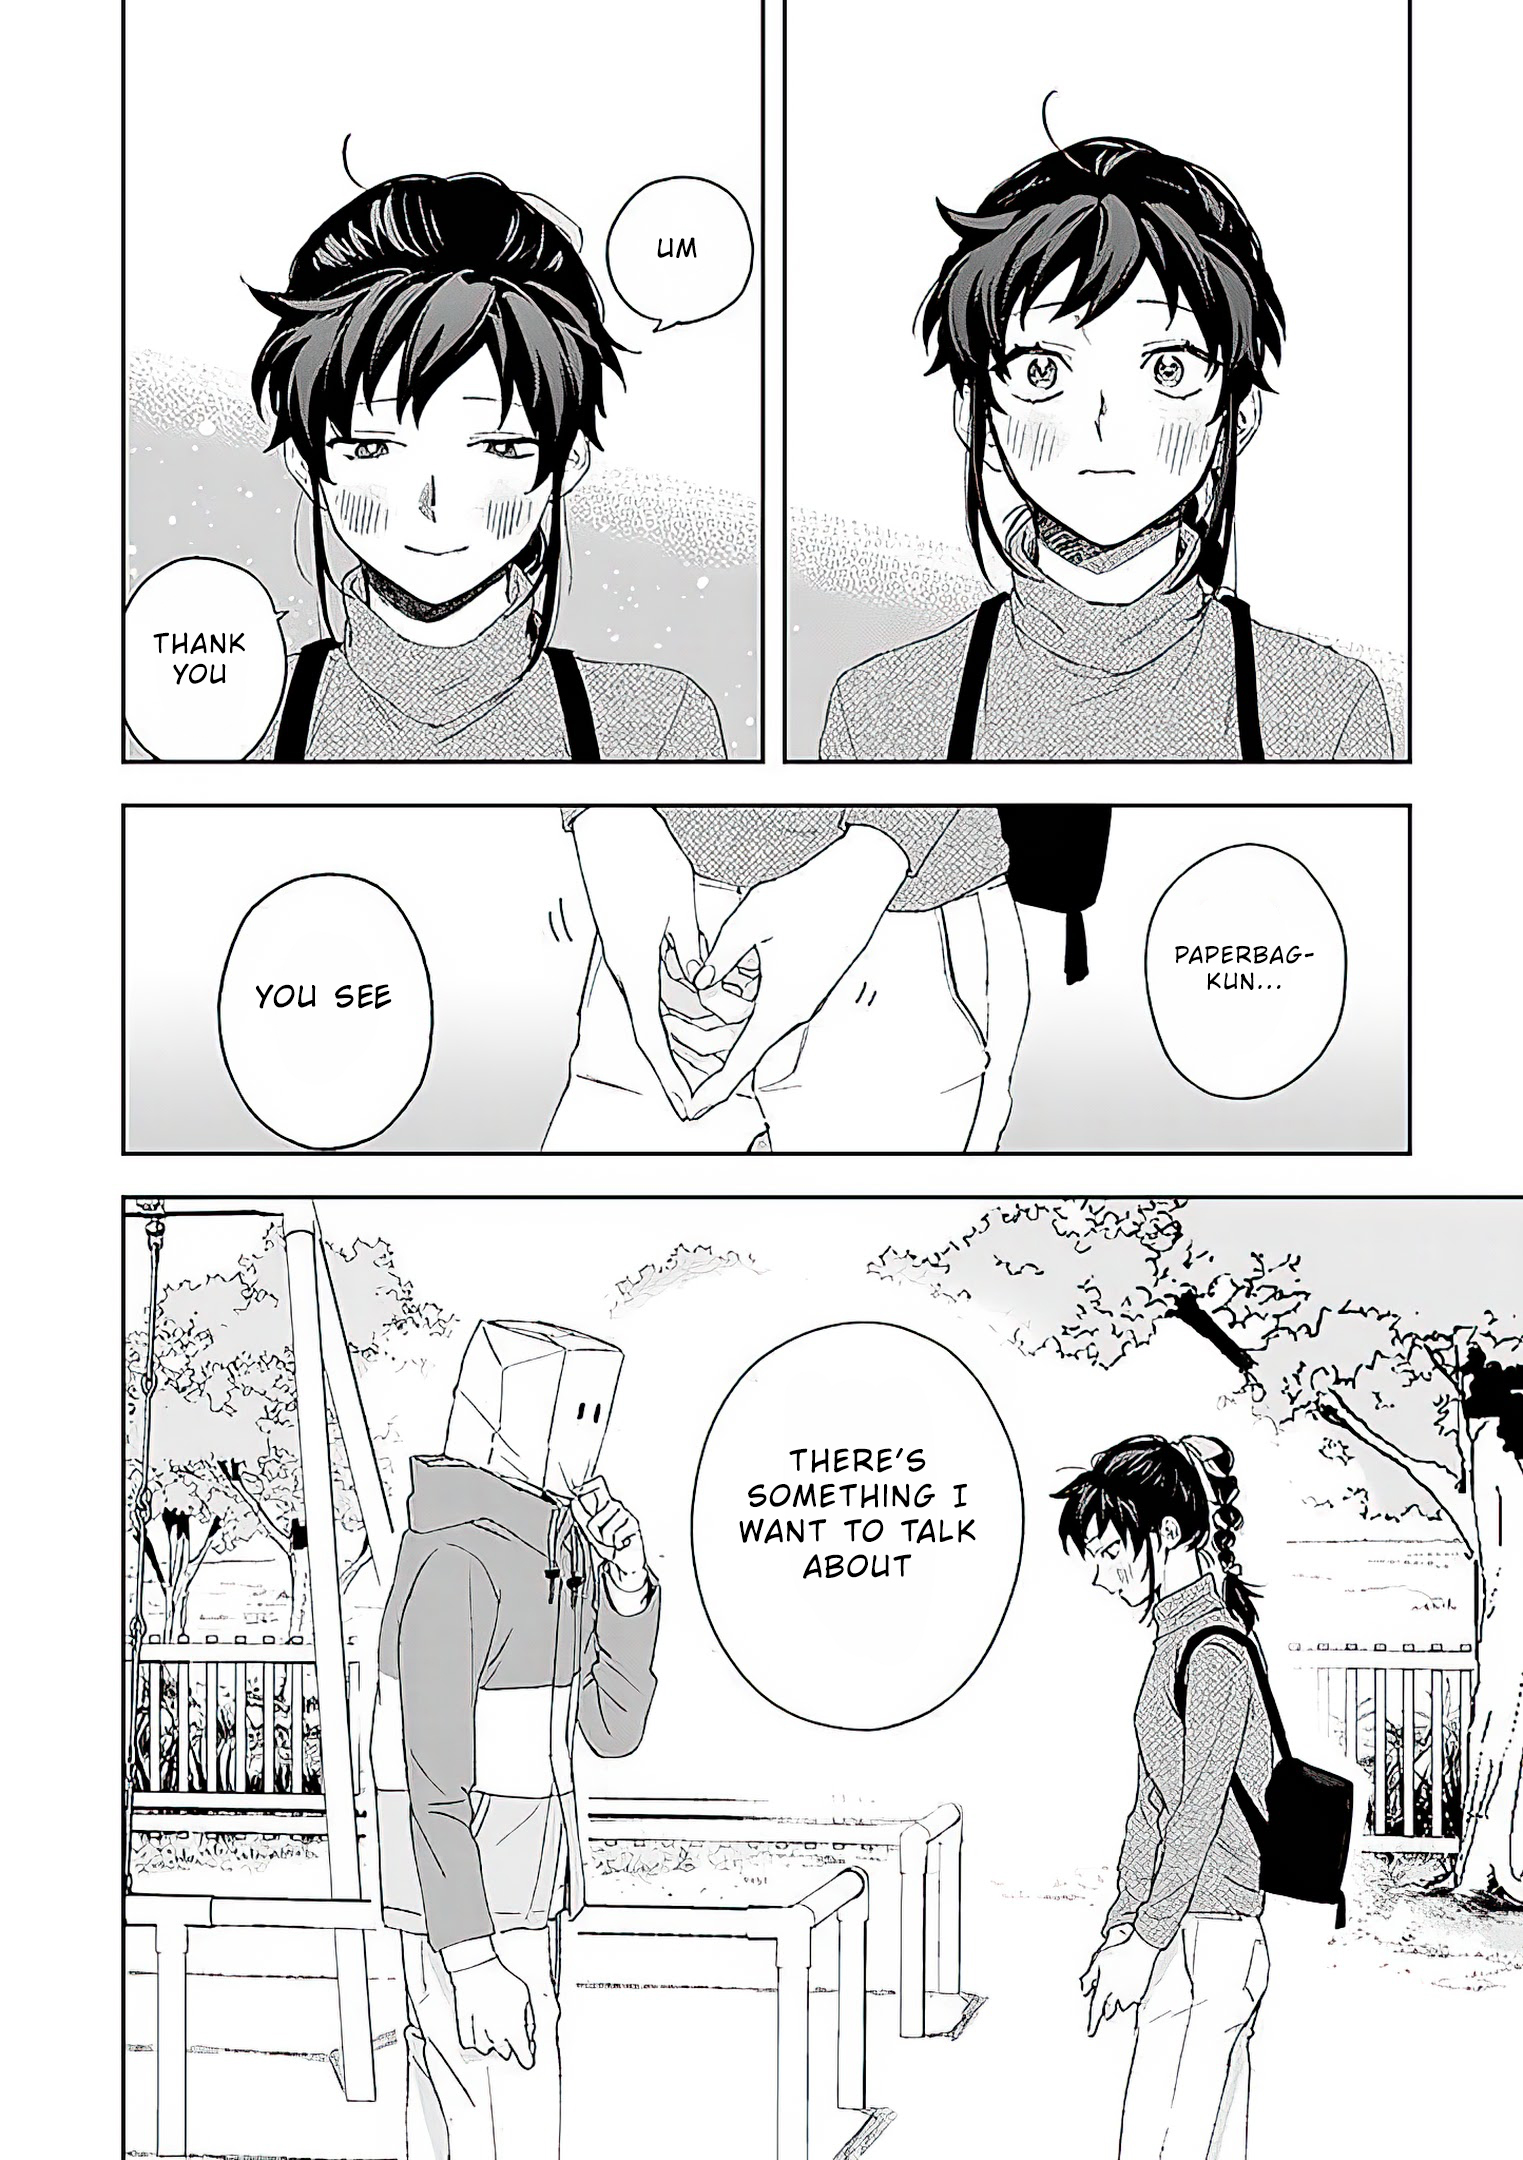 UM
THANK
YOU
PAPERBAG-
KUN...
YOU SEE
THERE'S
SOMETHING I
WANT TO TALK
ABOUT